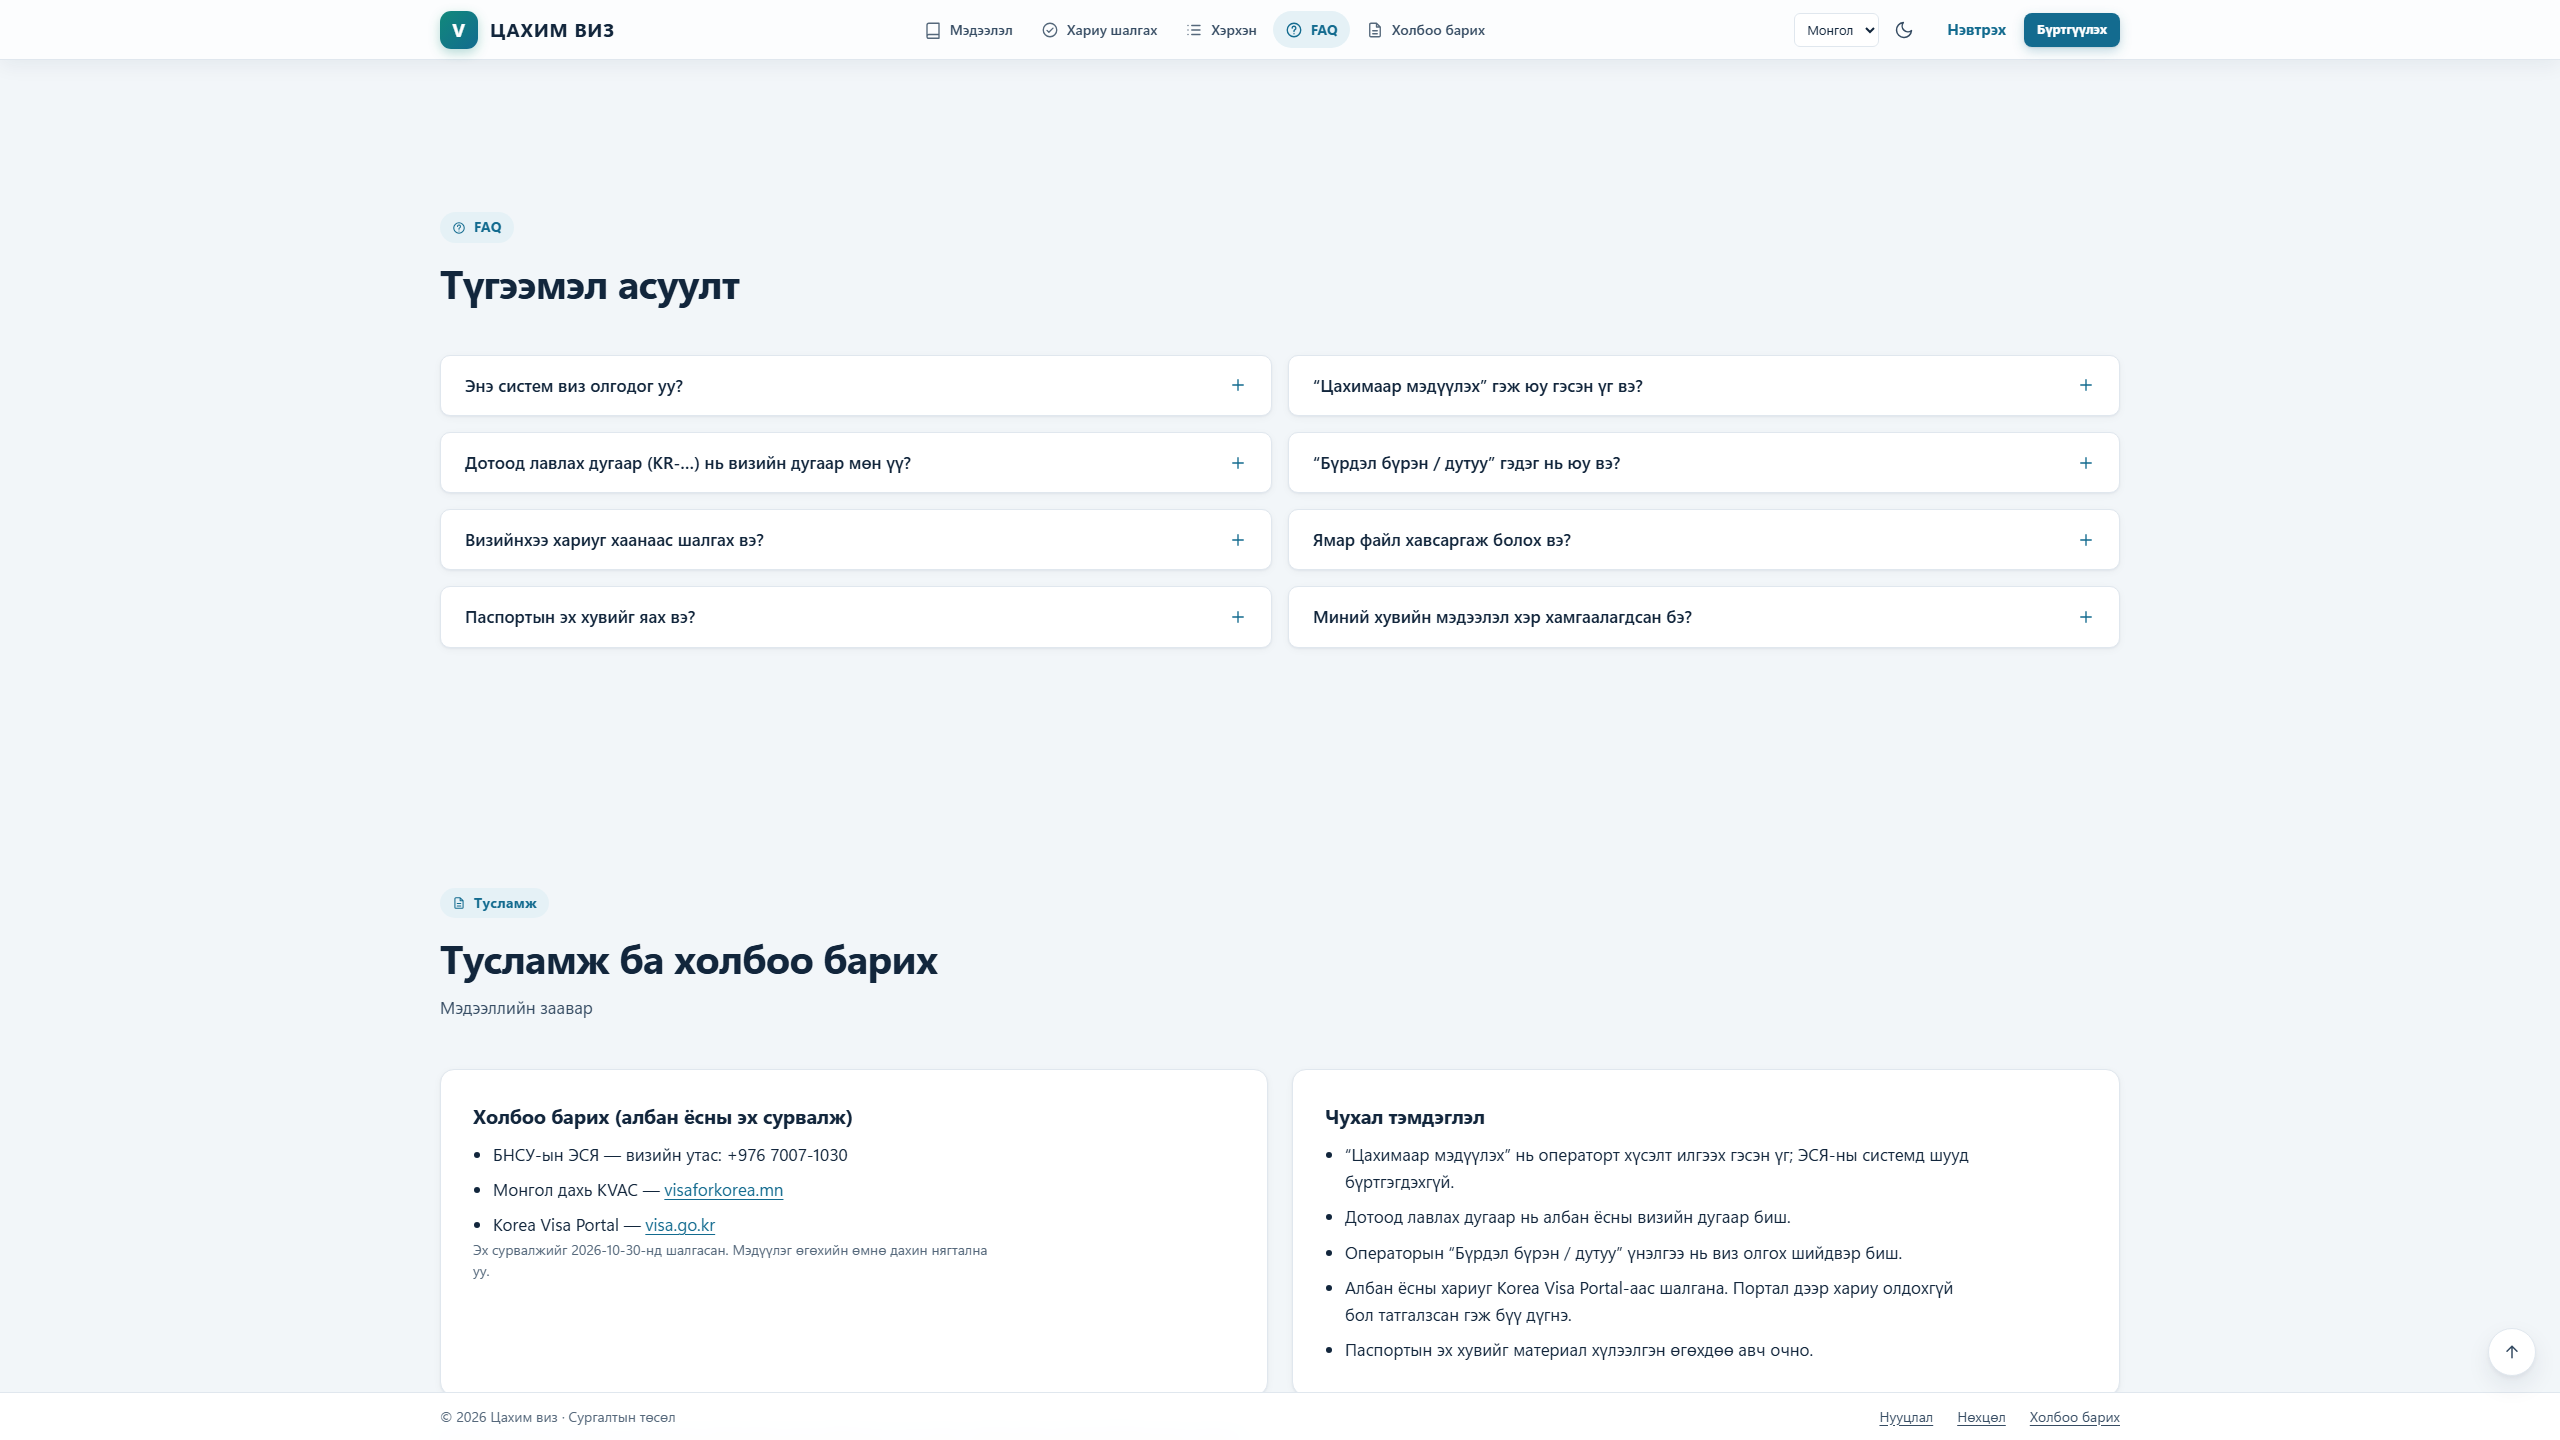 V ЦАХИМ ВИЗ
Мэдээлэл
Хариу шалгах
Хэрхэн
FAQ
Холбоо барих
Монгол
Нэвтрэх
Бүртгүүлэх
FAQ
Түгээмэл асуулт
Энэ систем виз олгодог уу?
“Цахимаар мэдүүлэх” гэж юу гэсэн үг вэ?
Дотоод лавлах дугаар (KR-…) нь визийн дугаар мөн үү?
“Бүрдэл бүрэн / дутуу” гэдэг нь юу вэ?
Визийнхээ хариуг хаанаас шалгах вэ?
Ямар файл хавсаргаж болох вэ?
Паспортын эх хувийг яах вэ?
Миний хувийн мэдээлэл хэр хамгаалагдсан бэ?
Тусламж
Тусламж ба холбоо барих
Мэдээллийн заавар
Холбоо барих (албан ёсны эх сурвалж)
БНСУ-ын ЭСЯ — визийн утас: +976 7007-1030
Монгол дахь KVAC — visaforkorea.mn
Korea Visa Portal — visa.go.kr
Эх сурвалжийг 2026-10-30-нд шалгасан. Мэдүүлэг өгөхийн өмнө дахин нягтална
уу.
Чухал тэмдэглэл
“Цахимаар мэдүүлэх” нь операторт хүсэлт илгээх гэсэн үг; ЭСЯ-ны системд шууд
бүртгэгдэхгүй.
Дотоод лавлах дугаар нь албан ёсны визийн дугаар биш.
Операторын “Бүрдэл бүрэн / дутуу” үнэлгээ нь виз олгох шийдвэр биш.
Албан ёсны хариуг Korea Visa Portal-аас шалгана. Портал дээр хариу олдохгүй
бол татгалзсан гэж бүү дүгнэ.
Паспортын эх хувийг материал хүлээлгэн өгөхдөө авч очно.
© 2026 Цахим виз · Сургалтын төсөл
Нууцлал
Нөхцөл
Холбоо барих